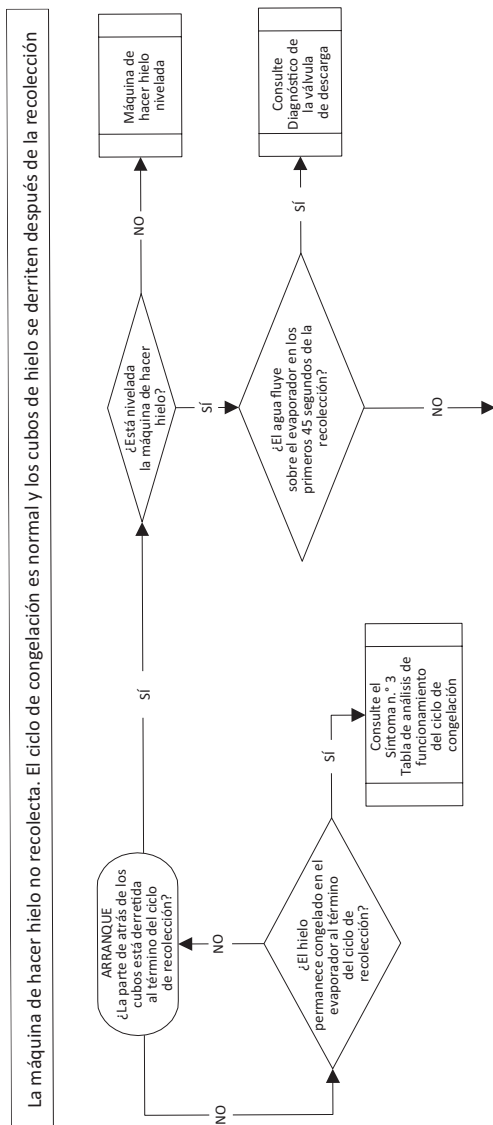 La máquina de hacer hielo no recolecta. El ciclo de congelación es normal y los cubos de hielo se derriten después de la recolección
ARRANQUE
¿La parte de atrás de los
cubos está derretida
al término del ciclo
de recolección?
SÍ
¿Está nivelada
la máquina de hacer
hielo?
NO
Máquina de
hacer hielo
nivelada
NO
NO
SÍ
¿El hielo
permanece congelado en el
evaporador al término
del ciclo de
recolección?
SÍ
Consulte el
Síntoma n.° 3
Tabla de análisis de
funcionamiento
del ciclo de
congelación
¿El agua fluye
sobre el evaporador en los
primeros 45 segundos de la
recolección?
SÍ
Consulte
Diagnóstico de
la válvula
de descarga
NO